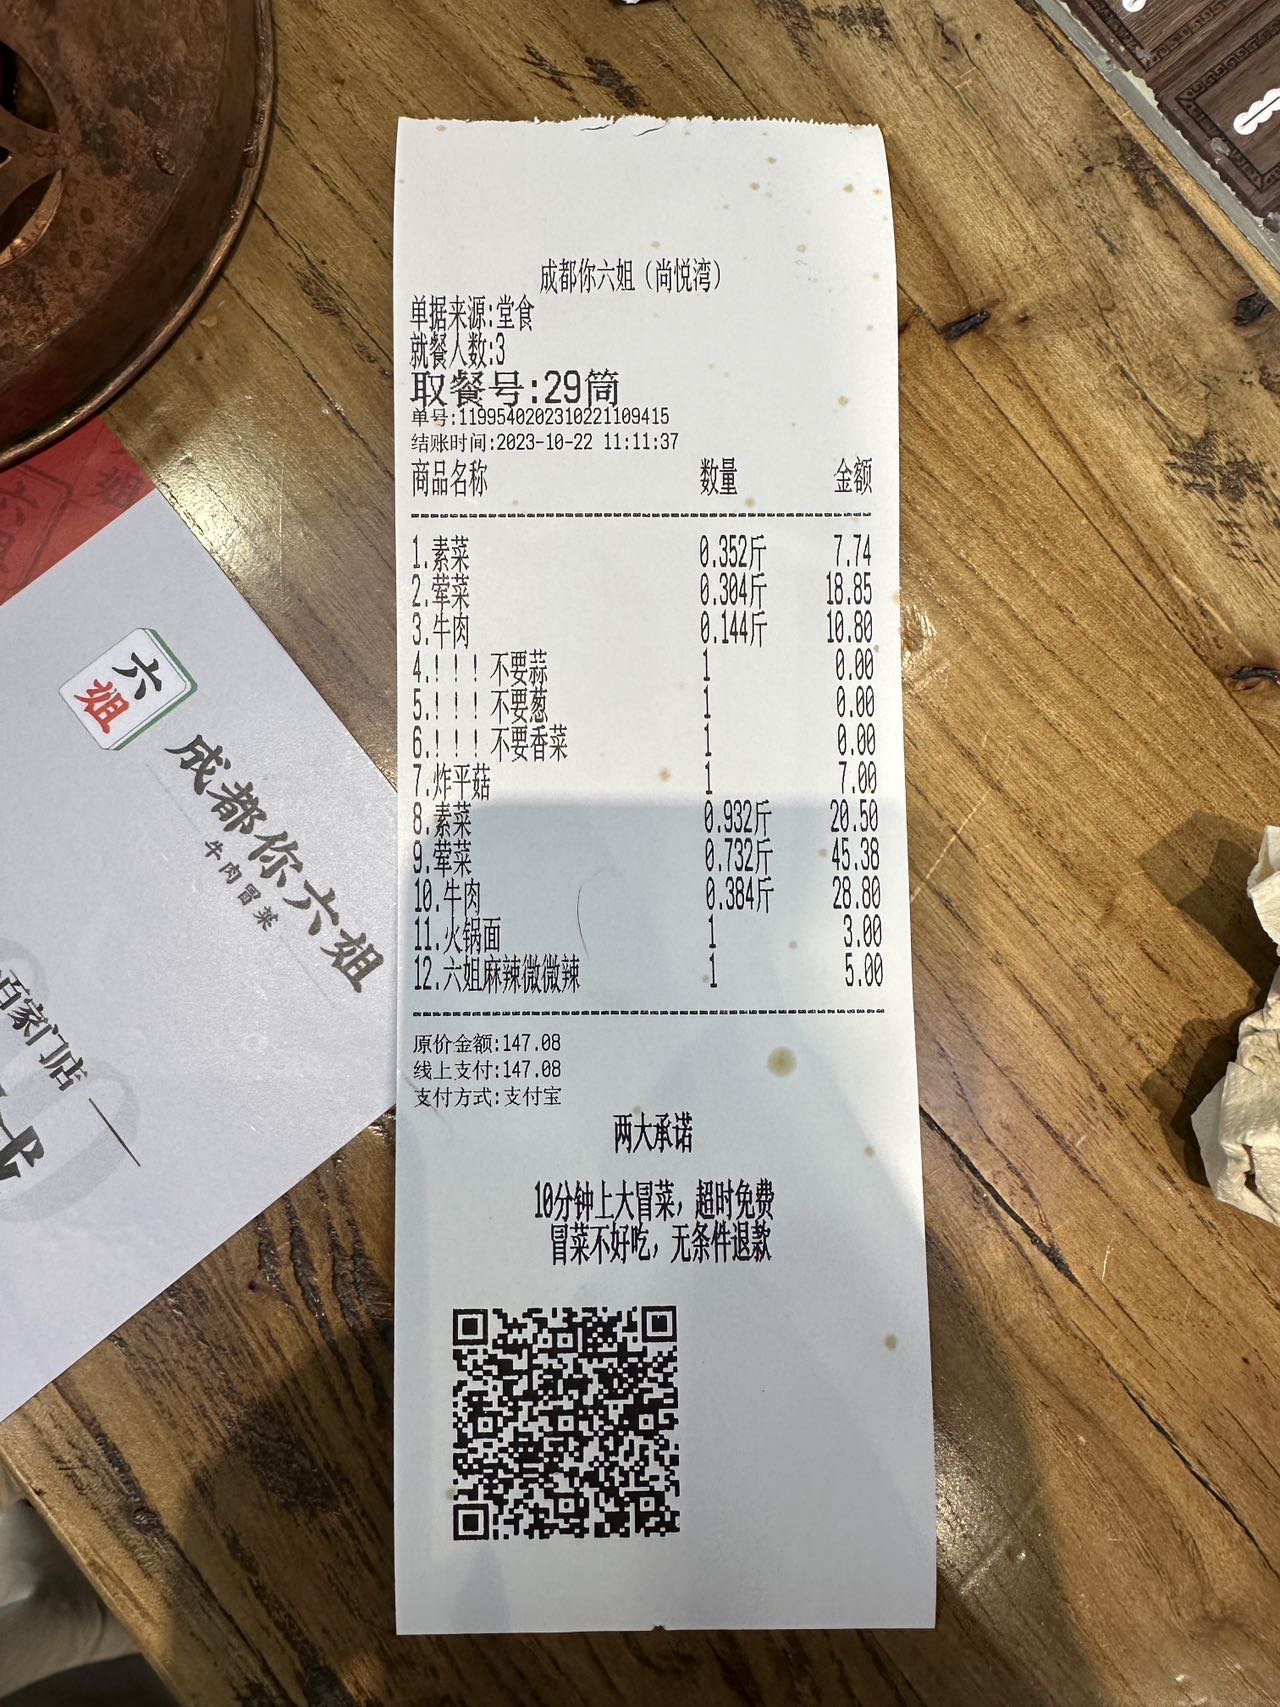 成都你六姐（尚悦湾）
单据来源:堂食
就餐人数:3
取餐号:29筒
单号:1199540202310221109415
结账时间:2023-10-22 11:11:37
商品名称 数量 金额
1.素菜 0.352斤 7.74
2.荤菜 0.304斤 18.85
3.牛肉 0.144斤 10.80
4.！！！不要蒜 1 0.00
5.！！！不要葱 1 0.00
6.！！！不要香菜 1 0.00
7.炸平菇 1 7.00
8.素菜 0.932斤 20.50
9.荤菜 0.732斤 45.38
10.牛肉 0.384斤 28.80
11.火锅面 1 3.00
12.六姐麻辣微微辣 1 5.00
原价金额:147.08
线上支付:147.08
支付方式:支付宝
两大承诺
10分钟上大冒菜，超时免费
冒菜不好吃，无条件退款
六姐
成都你六姐
牛肉冒菜
百家门店